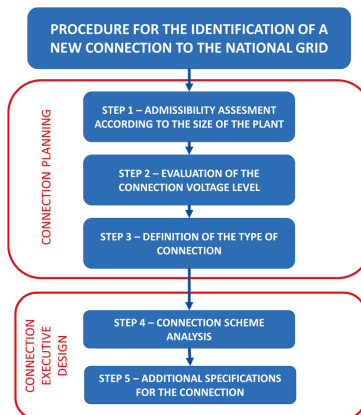 PROCEDURE FOR THE IDENTIFICATION OF A
NEW CONNECTION TO THE NATIONAL GRID
CONNECTION PLANNING
STEP 1 – ADMISSIBILITY ASSESMENT
ACCORDING TO THE SIZE OF THE PLANT
STEP 2 – EVALUATION OF THE
CONNECTION VOLTAGE LEVEL
STEP 3 – DEFINITION OF THE TYPE OF
CONNECTION
CONNECTION
EXECUTIVE
DESIGN
STEP 4 – CONNECTION SCHEME
ANALYSIS
STEP 5 – ADDITIONAL SPECIFICATIONS
FOR THE CONNECTION